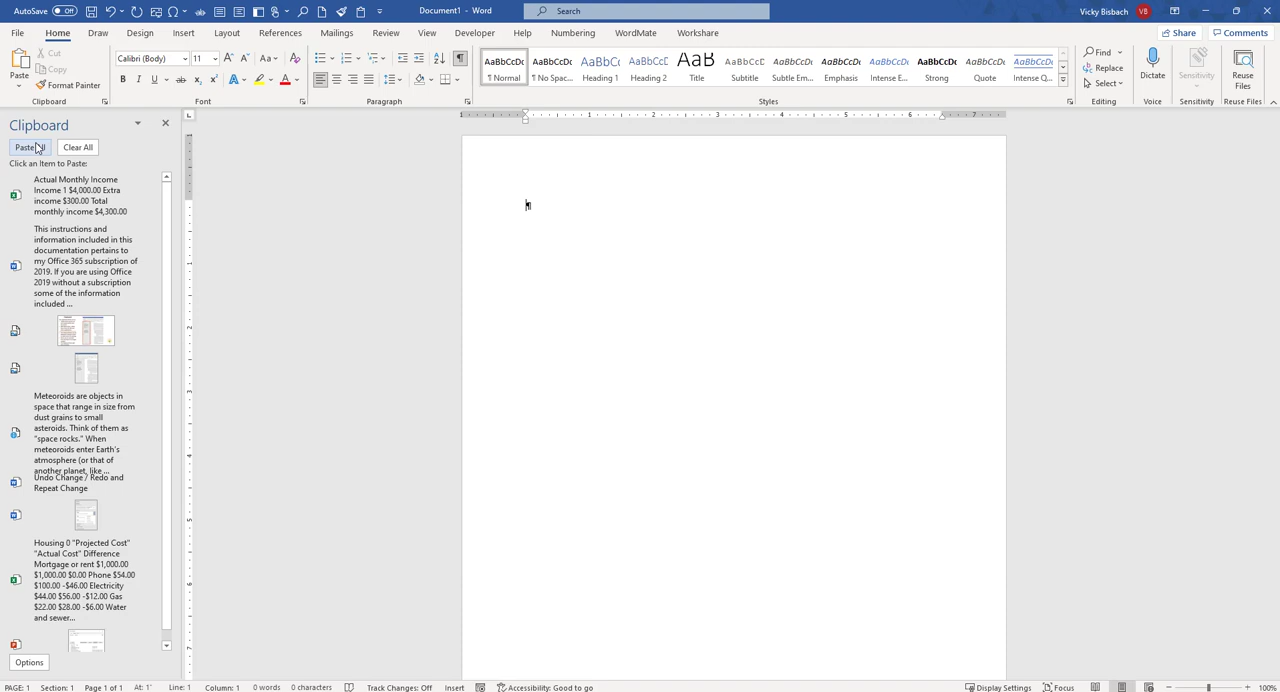 AutoSave Off Document1 - Word Search Vicky Bisbach VB
File Home Draw Design Insert Layout References Mailings Review View Developer Help Numbering WordMate Workshare Share Comments
Paste Cut Copy Format Painter
Calibri (Body) 11
AaBbCcDc AaBbCcDc AaBbCc AaBbCcC AaB AaBbCcC AaBbCcDc AaBbCcDc AaBbCcDc AaBbCcDc AaBbCcDc AaBbCcDc
¶ Normal ¶ No Spac... Heading 1 Heading 2 Title Subtitle Subtle Em... Emphasis Intense E... Strong Quote Intense Q...
Find Replace Select
Dictate Sensitivity Reuse Files
Clipboard Font Paragraph Styles Editing Voice Sensitivity Reuse Files
Clipboard
Clear All
Click an Item to Paste:
Actual Monthly Income
Income 1 $4,000.00 Extra
income $300.00 Total
monthly income $4,300.00
This instructions and
information included in this
documentation pertains to
my Office 365 subscription of
2019. If you are using Office
2019 without a subscription
some of the information
included ...
Meteoroids are objects in
space that range in size from
dust grains to small
asteroids. Think of them as
"space rocks." When
meteoroids enter Earth's
atmosphere (or that of
another planet, like ...
Undo Change / Redo and
Repeat Change
Housing 0 "Projected Cost"
"Actual Cost" Difference
Mortgage or rent $1,000.00
$1,000.00 $0.00 Phone $54.00
$100.00 -$46.00 Electricity
$44.00 $56.00 -$12.00 Gas
$22.00 $28.00 -$6.00 Water
and sewer...
Options
¶
PAGE: 1 Section: 1 Page 1 of 1 At: 1" Line: 1 Column: 1 0 words 0 characters Track Changes: Off Insert Accessibility: Good to go Display Settings Focus 100%